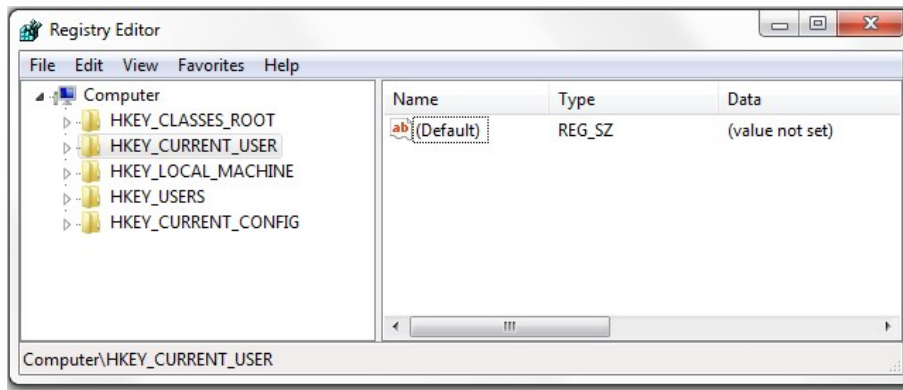 Registry Editor
File Edit View Favorites Help
Computer
HKEY_CLASSES_ROOT
HKEY_CURRENT_USER
HKEY_LOCAL_MACHINE
HKEY_USERS
HKEY_CURRENT_CONFIG
Name Type Data
ab (Default) REG_SZ (value not set)
Computer\HKEY_CURRENT_USER